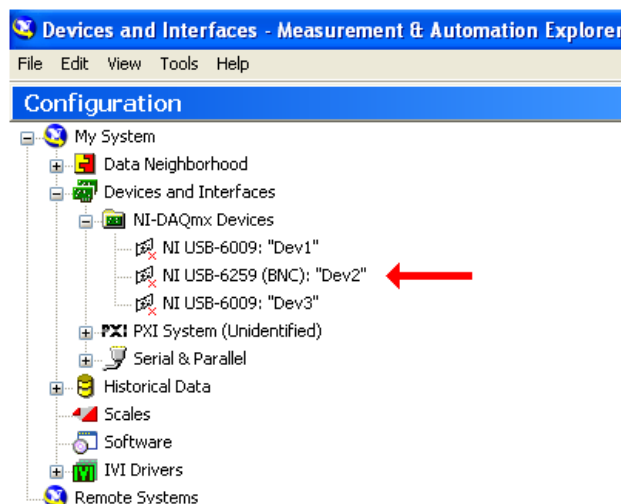 Devices and Interfaces - Measurement & Automation Explorer
File Edit View Tools Help
Configuration
My System
Data Neighborhood
Devices and Interfaces
NI-DAQmx Devices
NI USB-6009: "Dev1"
NI USB-6259 (BNC): "Dev2"
NI USB-6009: "Dev3"
PXI PXI System (Unidentified)
Serial & Parallel
Historical Data
Scales
Software
IVI IVI Drivers
Remote Systems